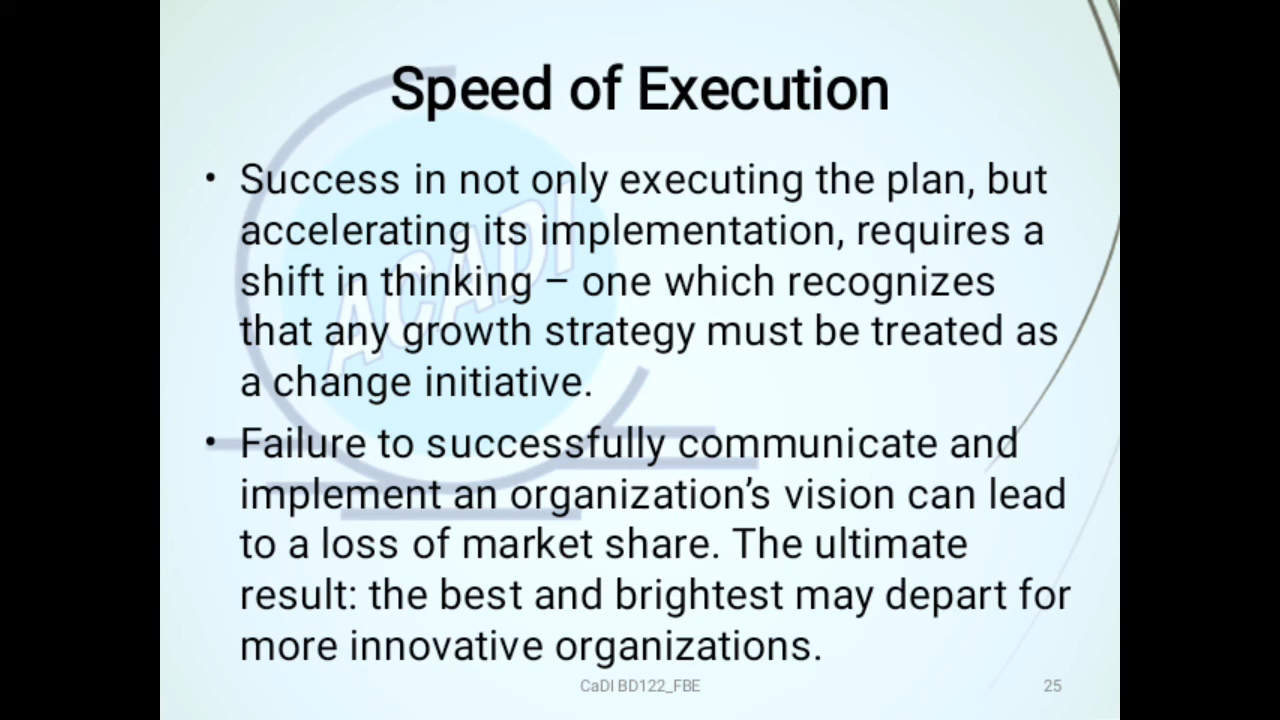 Speed of Execution
• Success in not only executing the plan, but
accelerating its implementation, requires a
shift in thinking – one which recognizes
that any growth strategy must be treated as
a change initiative.
• Failure to successfully communicate and
implement an organization’s vision can lead
to a loss of market share. The ultimate
result: the best and brightest may depart for
more innovative organizations.
ACADI
CaDI BD122_FBE
25